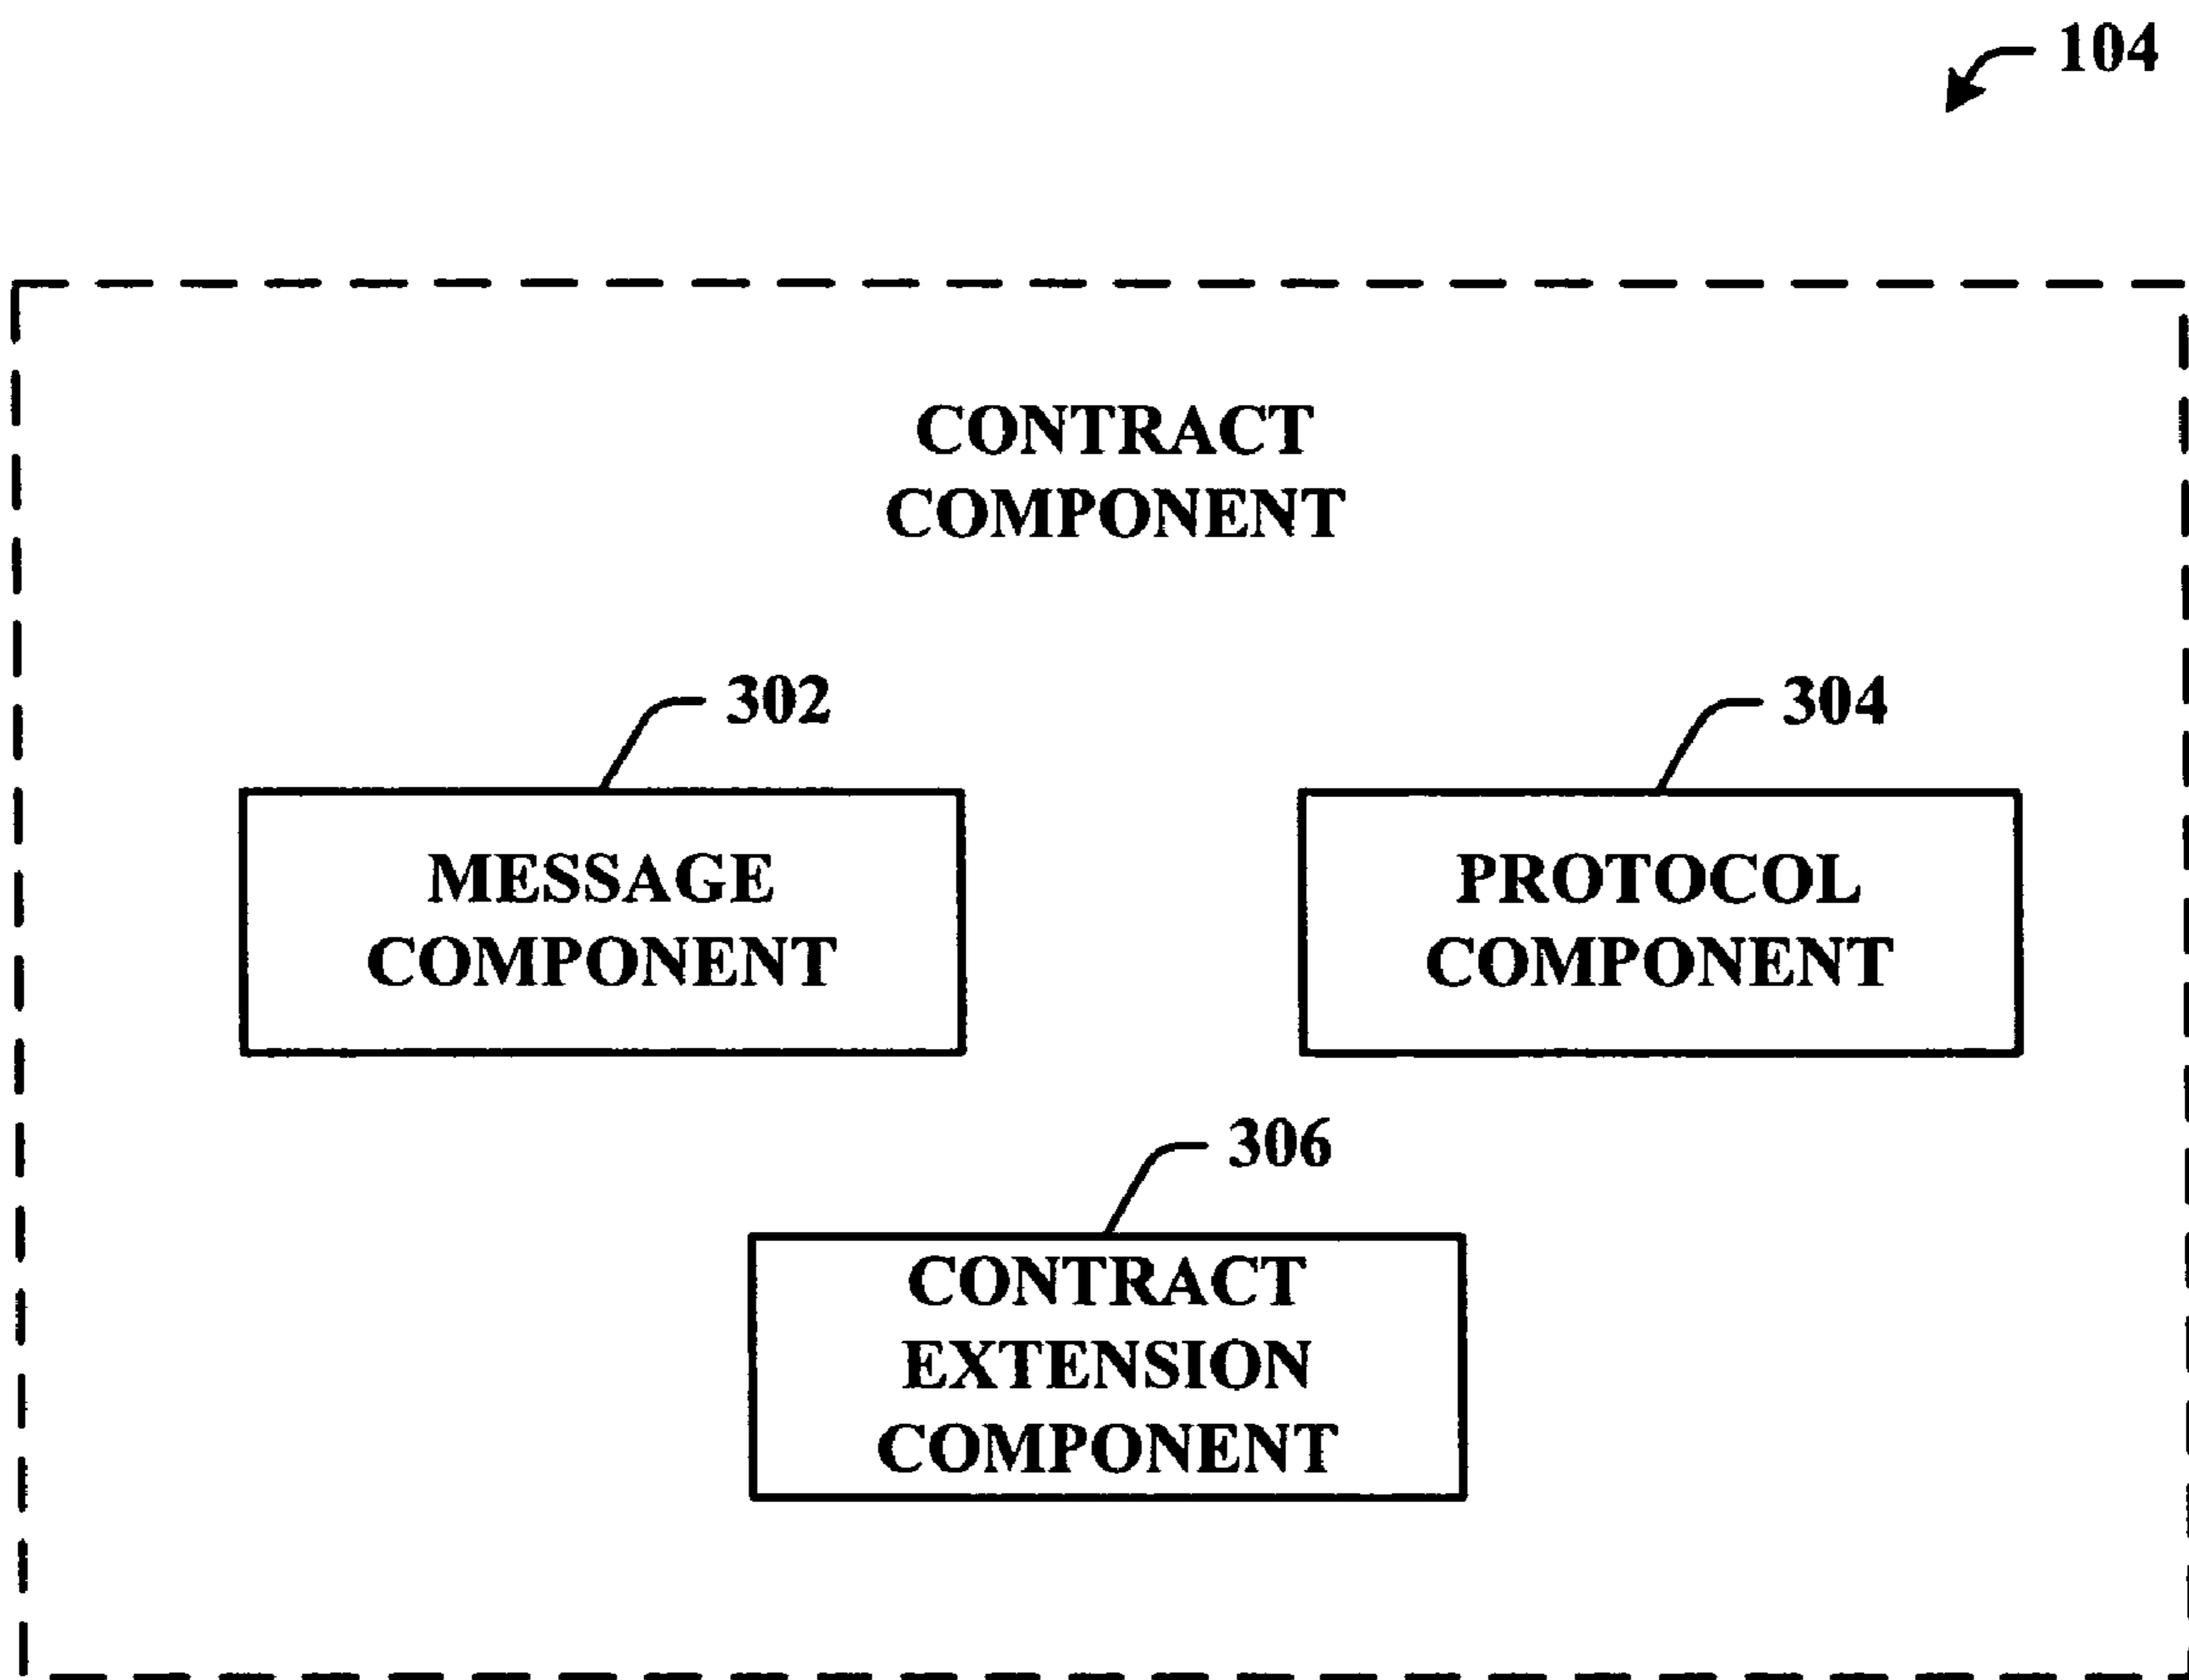 104
CONTRACT
COMPONENT
302
304
MESSAGE
COMPONENT
PROTOCOL
COMPONENT
306
CONTRACT
EXTENSION
COMPONENT